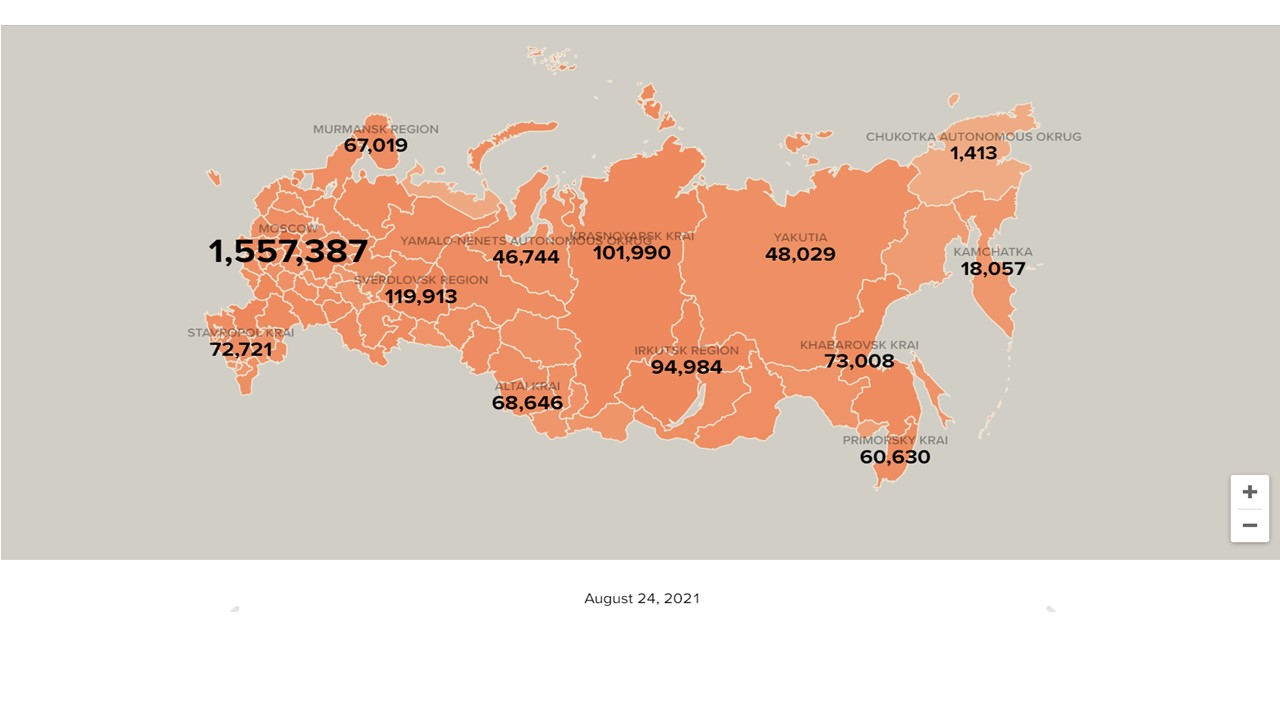 MURMANSK REGION
67,019
CHUKOTKA AUTONOMOUS OKRUG
1,413
MOSCOW
1,557,387
YAMALO-NENETS AUTONOMOUS OKRUG
46,744
KRASNOYARSK KRAI
101,990
YAKUTIA
48,029
KAMCHATKA
18,057
SVERDLOVSK REGION
119,913
STAVROPOL KRAI
72,721
IRKUTSK REGION
94,984
KHABAROVSK KRAI
73,008
ALTAI KRAI
68,646
PRIMORSKY KRAI
60,630
+
−
August 24, 2021